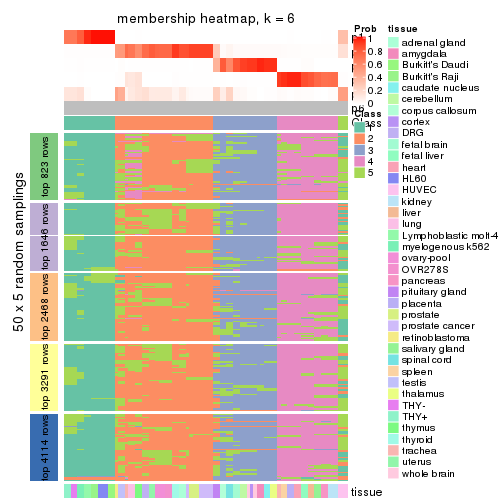 membership heatmap, k = 6
Prob
1
0.8
0.6
0.4
0.2
0
p6
Class
Class
1
2
3
4
5
tissue
adrenal gland
amygdala
Bukitt's Daudi
Bukitt's Raji
caudate nucleus
cerebellum
corpus callosum
cortex
DRG
fetal brain
fetal liver
heart
HL60
HUVEC
kidney
liver
lung
Lymphoblastic molt-4
myelogenous k562
ovary-pool
OVR278S
pancreas
pituitary gland
placenta
prostate
prostate cancer
retinoblastoma
salivary gland
spinal cord
spleen
testis
thalamus
THY-
THY+
thymus
thyroid
trachea
uterus
whole brain
50 x 5 random samplings
top 823 rows
top 1646 rows
top 2468 rows
top 3291 rows
top 4114 rows
tissue